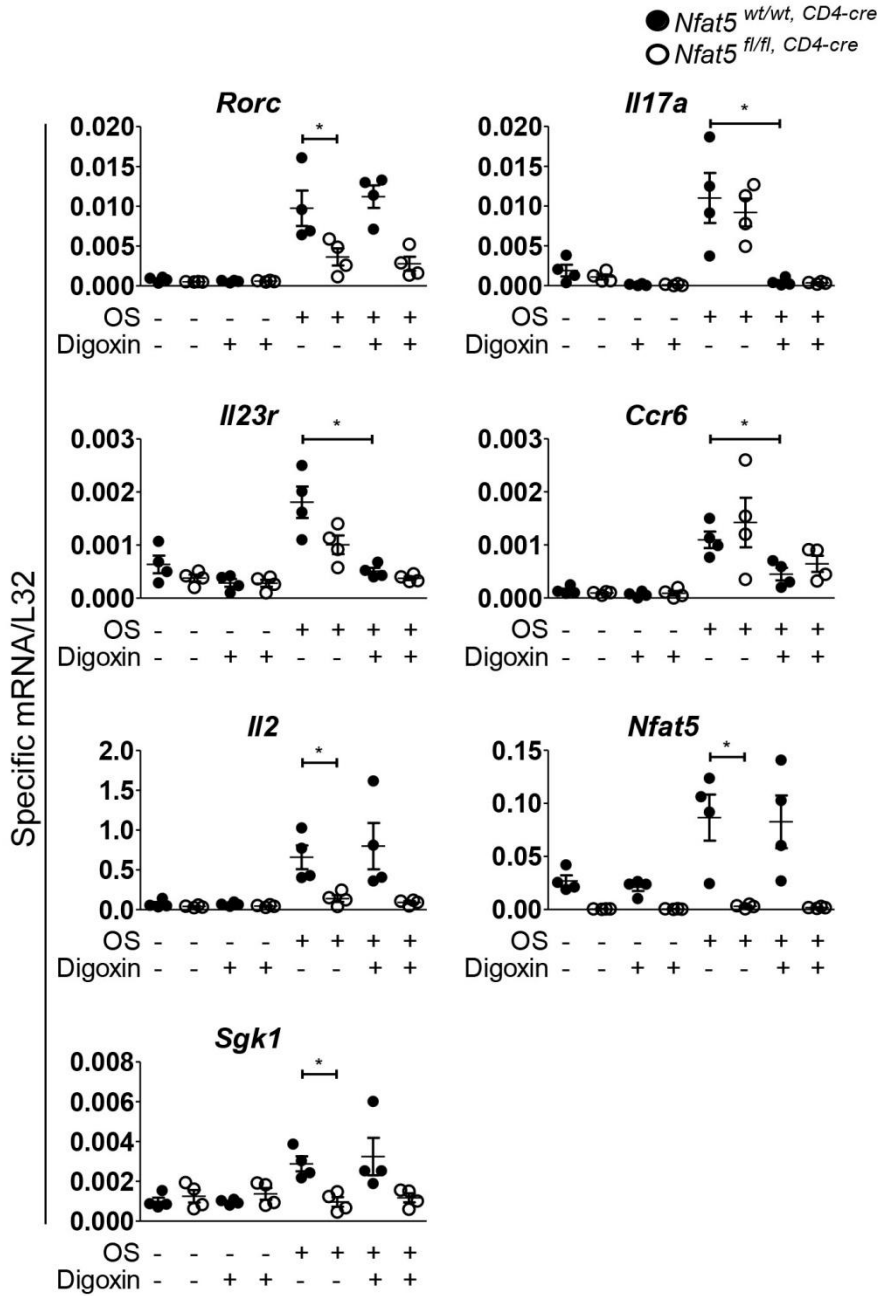 Nfat5 wt/wt, CD4-cre
Nfat5 fl/fl, CD4-cre
Specific mRNA/L32
Rorc
*
0.020
0.015
0.010
0.005
0.000
OS - - - - + + + +
Digoxin - - + + - - + +
Il17a
*
0.020
0.015
0.010
0.005
0.000
OS - - - - + + + +
Digoxin - - + + - - + +
Il23r
*
0.003
0.002
0.001
0.000
OS - - - - + + + +
Digoxin - - + + - - + +
Ccr6
*
0.003
0.002
0.001
0.000
OS - - - - + + + +
Digoxin - - + + - - + +
Il2
*
2.0
1.5
1.0
0.5
0.0
OS - - - - + + + +
Digoxin - - + + - - + +
Nfat5
*
0.15
0.10
0.05
0.00
OS - - - - + + + +
Digoxin - - + + - - + +
Sgk1
*
0.008
0.006
0.004
0.002
0.000
OS - - - - + + + +
Digoxin - - + + - - + +